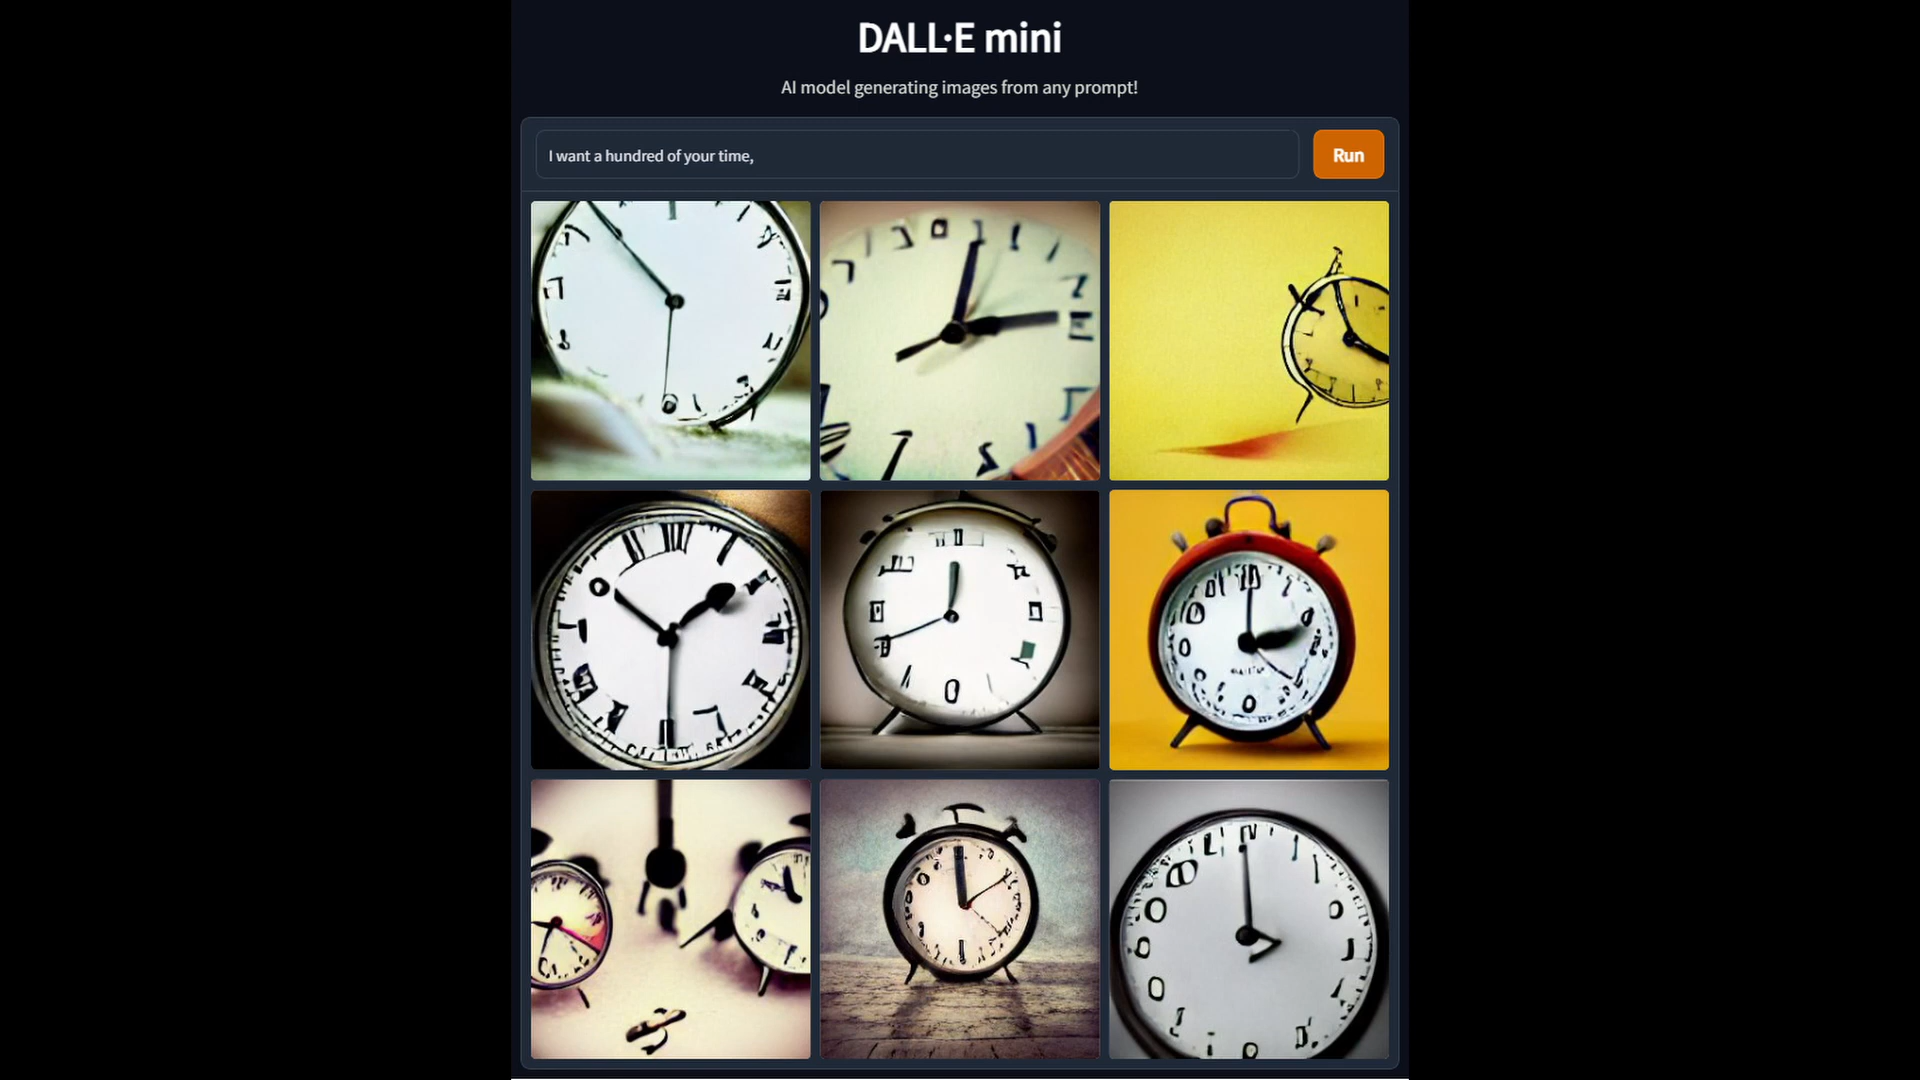 DALL·E mini
AI model generating images from any prompt!
I want a hundred of your time,
Run